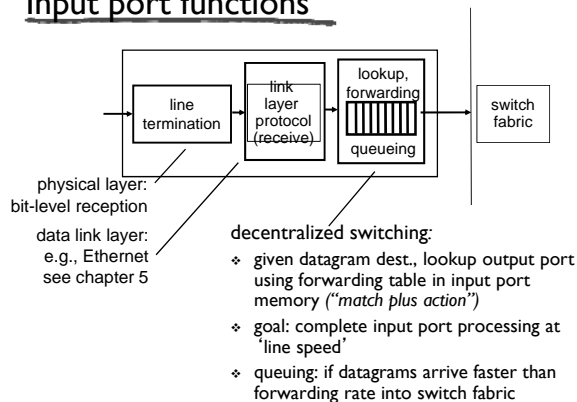 Input port functions
line
termination
link
layer
protocol
(receive)
lookup,
forwarding
queueing
switch
fabric
physical layer:
bit-level reception
data link layer:
e.g., Ethernet
see chapter 5
decentralized switching:
❖ given datagram dest., lookup output port
using forwarding table in input port
memory (“match plus action”)
❖ goal: complete input port processing at
‘line speed’
❖ queuing: if datagrams arrive faster than
forwarding rate into switch fabric